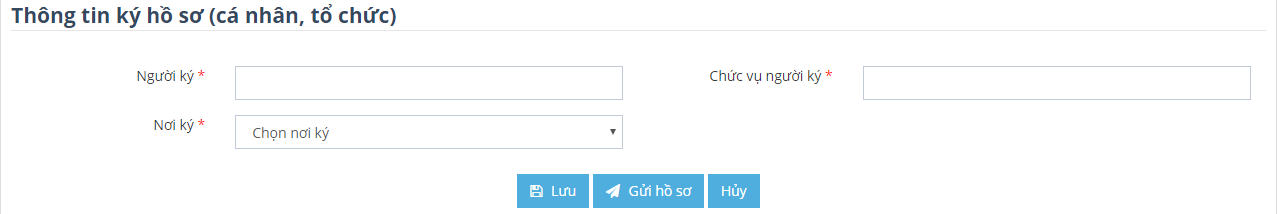 Thông tin ký hồ sơ (cá nhân, tổ chức)
Người ký * Chức vụ người ký *
Nơi ký * Chọn nơi ký
Lưu Gửi hồ sơ Hủy